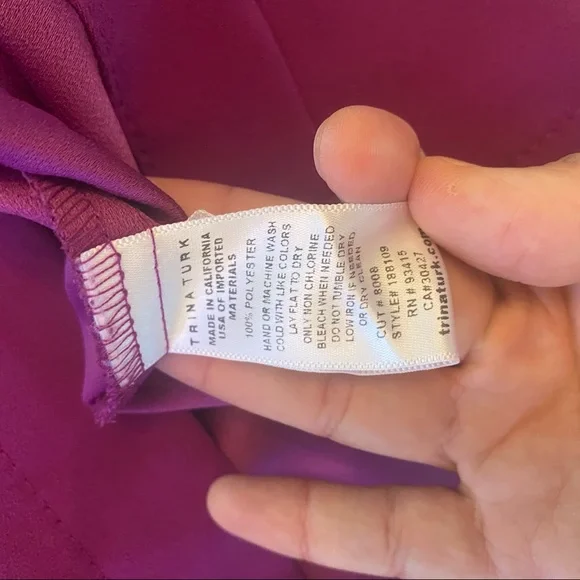 TRINATURK
MADE IN CALIFORNIA
USA OF IMPORTED
MATERIALS
100% POLYESTER
HAND OR MACHINE WASH
COLD WITH LIKE COLORS
LAY FLAT TO DRY
ONLY NON CHLORINE
BLEACH WHEN NEEDED
DO NOT TUMBLE DRY
LOW IRON IF NEEDED
OR DRY CLEAN
CUT # 8008
STYLE# 188109
RN # 93415
CA# 30427
trinaturk.com